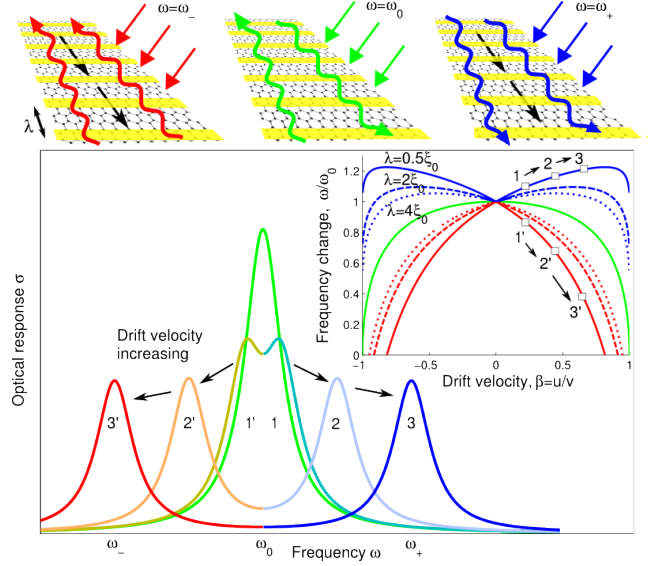 ω=ω₋
ω=ω₀
ω=ω₊
λ
Optical response σ
Drift velocity
increasing
3'
2'
1'
1
2
3
ω₋
ω₀
Frequency ω
ω₊
Frequency change, ω/ω₀
1.2
1
0.8
0.6
0.4
0.2
0
λ=0.5ξ₀
λ=2ξ₀
λ=4ξ₀
1
2
3
1'
2'
3'
-1
-0.5
0
0.5
1
Drift velocity, β=u/v